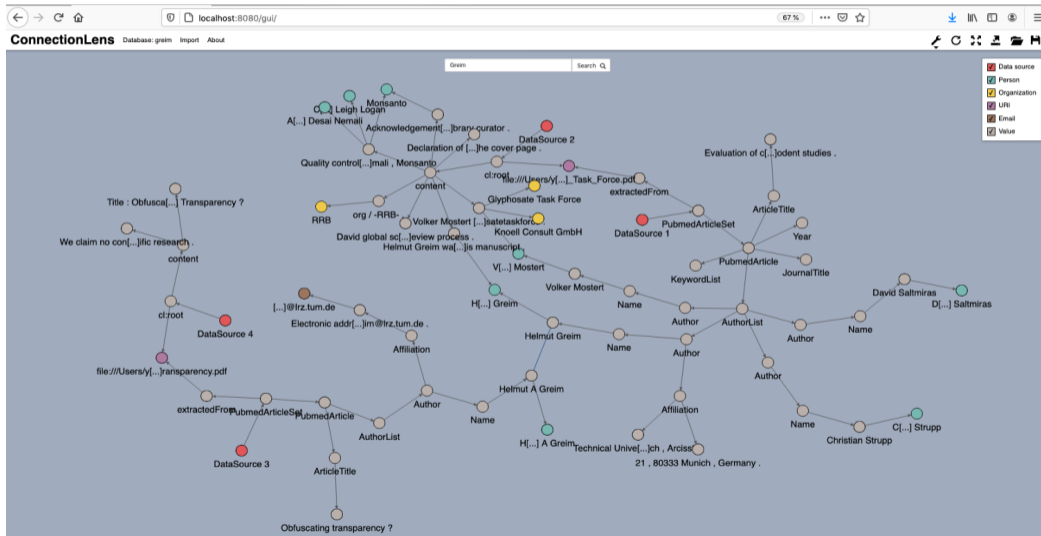 localhost:8080/gui/
67%
ConnectionLens Database: greim Import About
Greim
Search
Data source
Person
Organization
URI
Email
Value
Monsanto
C[...] Leigh Logan
A[...] Desai Nemali
Acknowledgement[...]brary curator .
DataSource 2
Declaration of [...]he cover page .
Evaluation of c[...]odent studies .
Quality control[...]mali , Monsanto
cl:root
file:///Users/y[...]_Task_Force.pdf
content
extractedFrom
Glyphosate Task Force
Title : Obfusca[...] Transparency ?
RRB
org / -RRB-
Volker Mostert [...]satetaskforc
Knoell Consult GmbH
DataSource 1
PubmedArticleSet
ArticleTitle
Year
David global sc[...]eview process .
Helmut Greim wa[...]is manuscript
We claim no con[...]ific research .
content
V[...] Mostert
KeywordList
PubmedArticle
JournalTitle
Volker Mostert
David Saltmiras
D[...] Saltmiras
[...]@lrz.tum.de
H[...] Greim
Name
cl:root
Electronic addr[...]im@lrz.tum.de .
Author
AuthorList
Name
DataSource 4
Helmut Greim
Name
Author
Author
Affiliation
file:///Users/y[...]ransparency.pdf
Author
Helmut A Greim
extractedFrom
PubmedArticleSet
PubmedArticle
Author
Name
Affiliation
Name
C[...] Strupp
AuthorList
H[...] A Greim
Christian Strupp
Technical Unive[...]ch , Arciss
DataSource 3
ArticleTitle
21 , 80333 Munich , Germany .
Obfuscating transparency ?